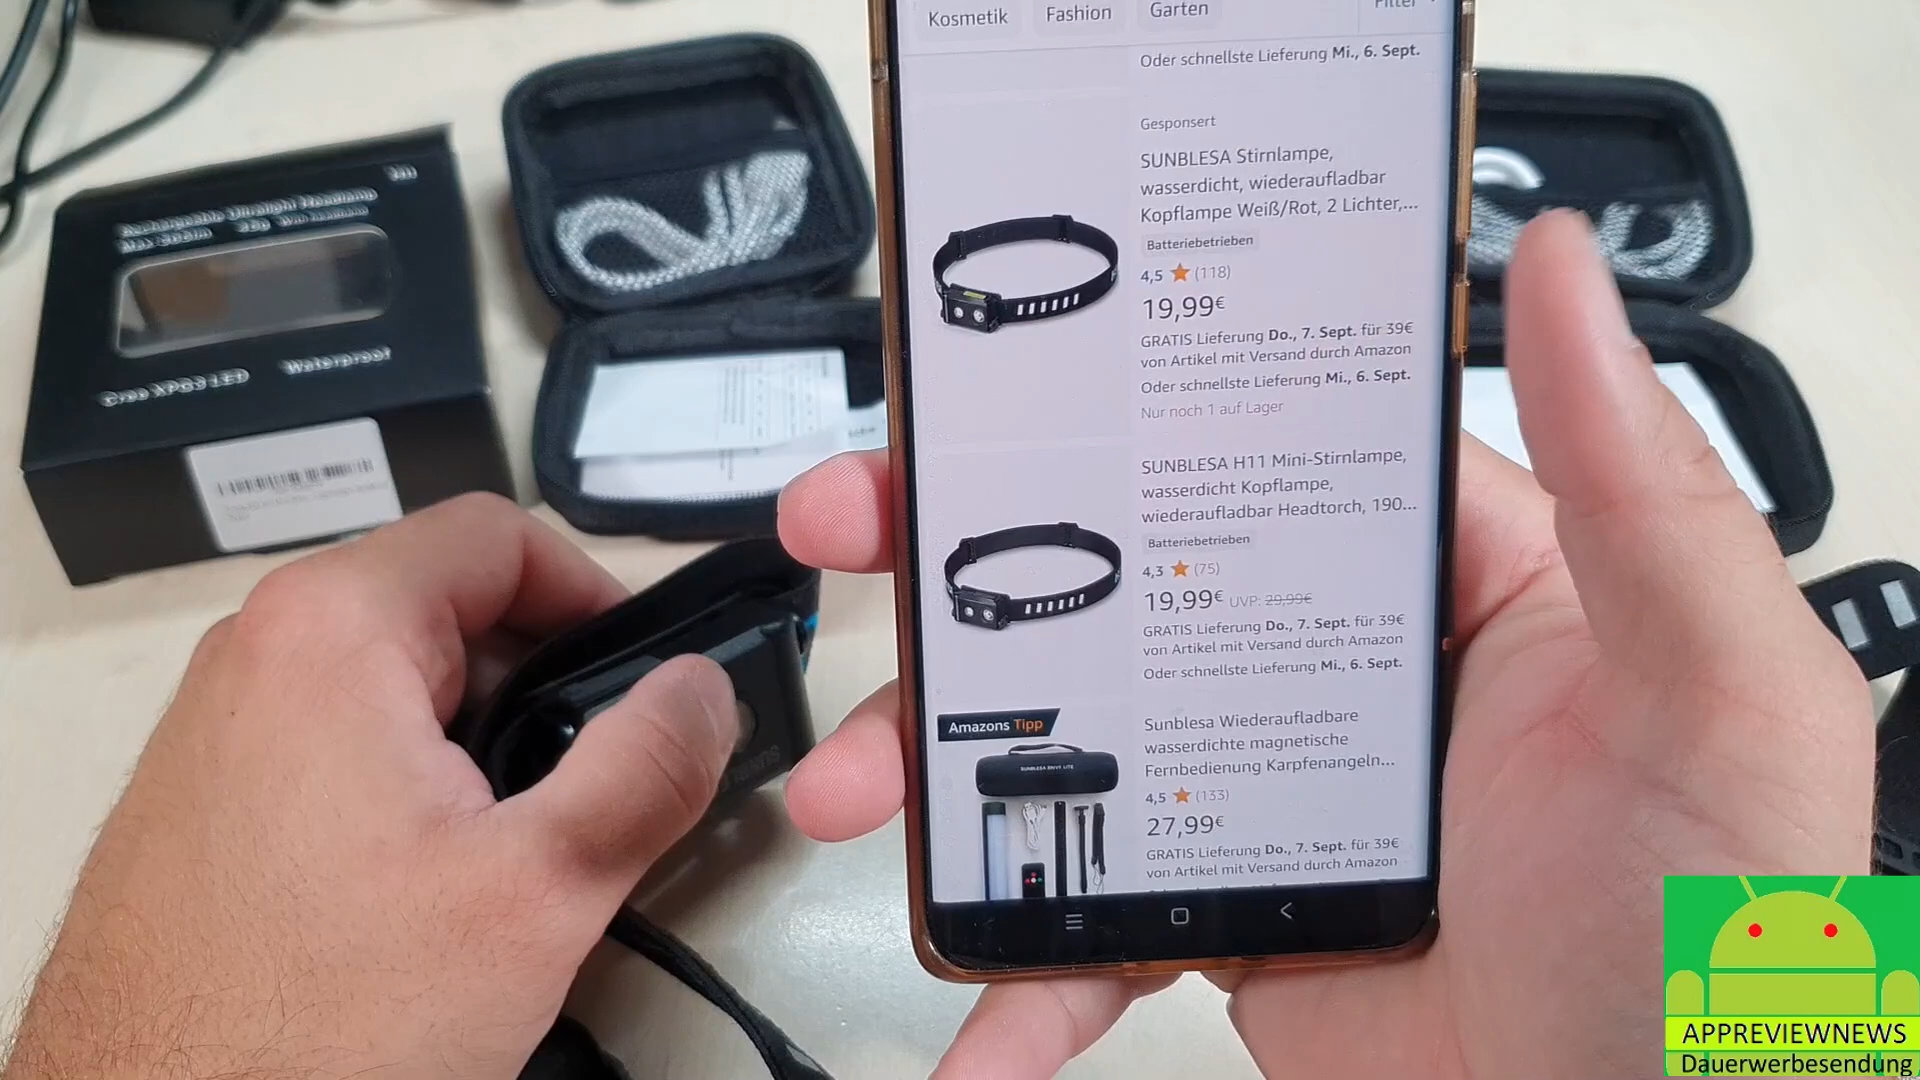 Kosmetik
Fashion
Garten
Filter
Oder schnellste Lieferung Mi., 6. Sept.
Gesponsert
SUNBLESA Stirnlampe,
wasserdicht, wiederaufladbar
Kopflampe Weiß/Rot, 2 Lichter,...
Batteriebetrieben
4,5 (118)
19,99€
GRATIS Lieferung Do., 7. Sept. für 39€
von Artikel mit Versand durch Amazon
Oder schnellste Lieferung Mi., 6. Sept.
Nur noch 1 auf Lager
SUNBLESA H11 Mini-Stirnlampe,
wasserdicht Kopflampe,
wiederaufladbar Headtorch, 190...
Batteriebetrieben
4,3 (75)
19,99€ UVP: 29,99€
GRATIS Lieferung Do., 7. Sept. für 39€
von Artikel mit Versand durch Amazon
Oder schnellste Lieferung Mi., 6. Sept.
Amazons Tipp
Sunblesa Wiederaufladbare
wasserdichte magnetische
Fernbedienung Karpfenangeln...
4,5 (133)
27,99€
GRATIS Lieferung Do., 7. Sept. für 39€
von Artikel mit Versand durch Amazon
Waterproof
APPREVIEWNEWS
Dauerwerbesendung